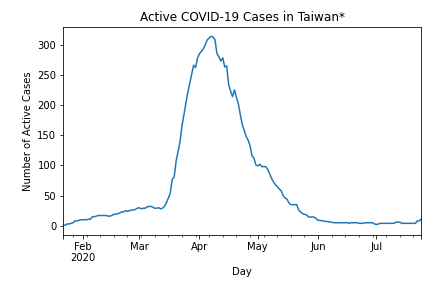 Active COVID-19 Cases in Taiwan*
Number of Active Cases
300
250
200
150
100
50
0
Feb
2020
Mar
Apr
May
Jun
Jul
Day